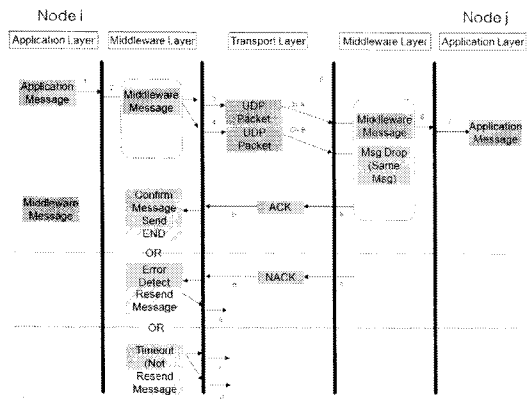 Node i
Node j
Application Layer
Middleware Layer
Transport Layer
Middleware Layer
Application Layer
Application
Message
Middleware
Message
UDP
Packet
UDP
Packet
Middleware
Message
Msg Drop
(Same
Msg)
Application
Message
Middleware
Message
Confirm
Message
Send
END
ACK
OR
Error
Detect
Resend
Message
NACK
OR
Timeout
(Not
Resend
Message